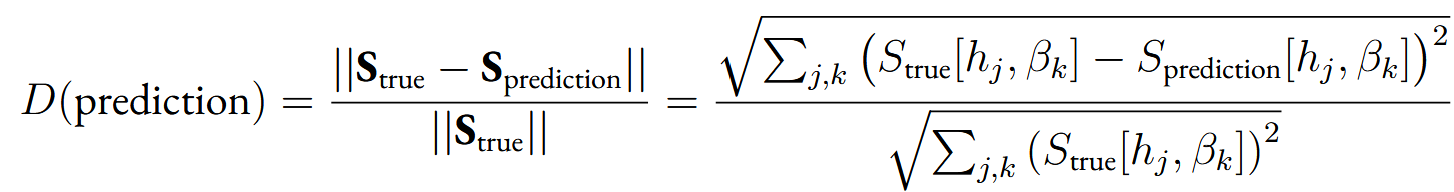 D(prediction) = ||S_true − S_prediction|| / ||S_true|| = √(∑_{j,k} (S_true[h_j, β_k] − S_prediction[h_j, β_k])²) / √(∑_{j,k} (S_true[h_j, β_k])²)